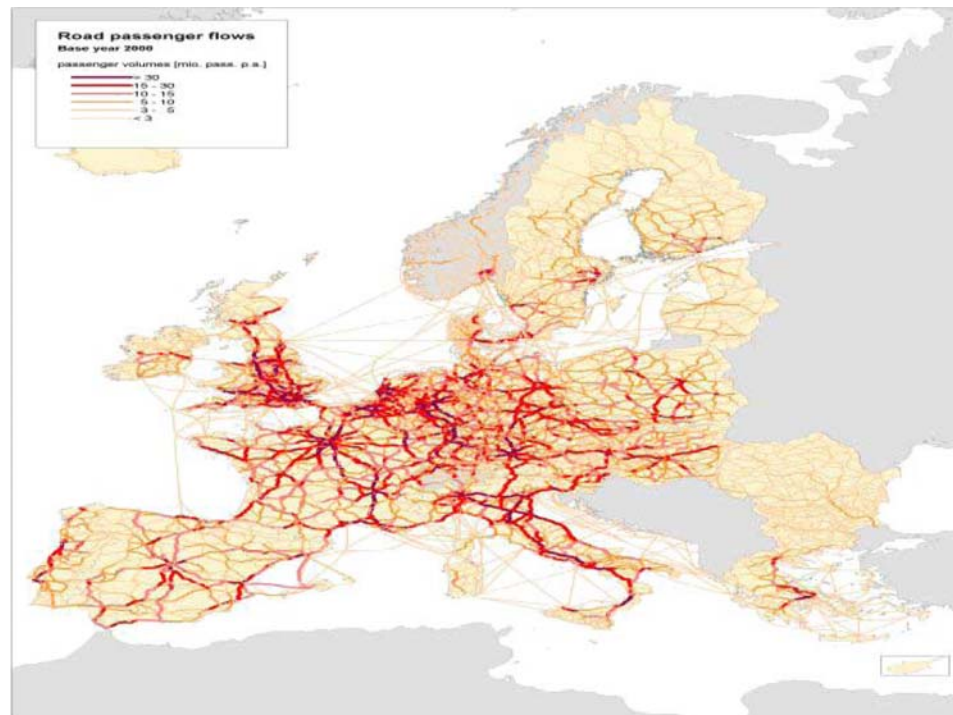 Road passenger flows
Base year 2000
passenger volumes [mio. pass. p a.]
> 30
15 - 30
10 - 15
5 - 10
3 - 5
< 3